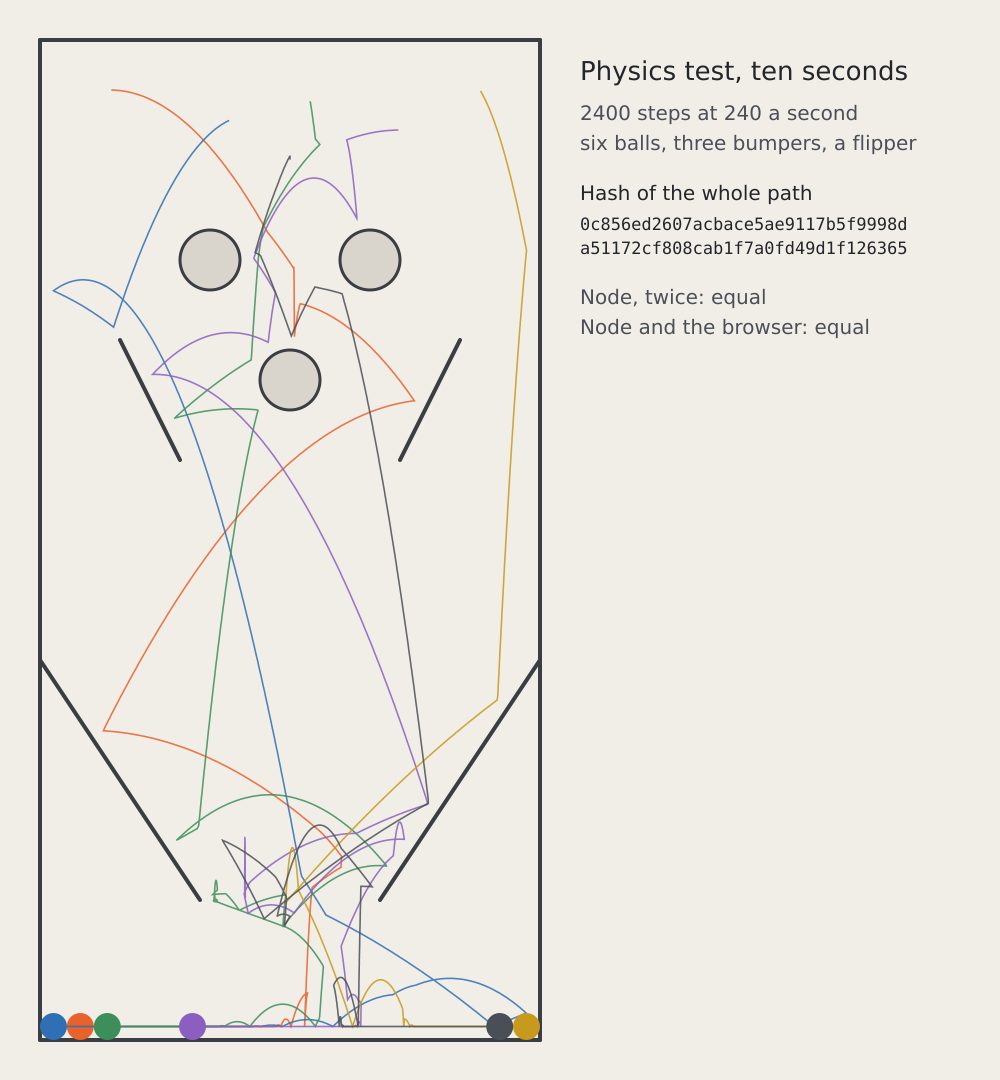 Physics test, ten seconds
2400 steps at 240 a second
six balls, three bumpers, a flipper
Hash of the whole path
0c856ed2607acbace5ae9117b5f9998d
a51172cf808cab1f7a0fd49d1f126365
Node, twice: equal
Node and the browser: equal